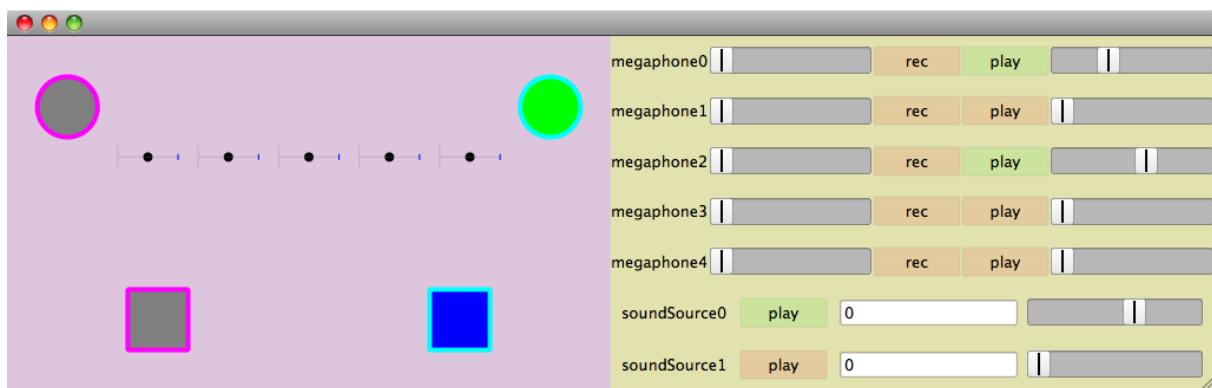 megaphone0 rec play
megaphone1 rec play
megaphone2 rec play
megaphone3 rec play
megaphone4 rec play
soundSource0 play 0
soundSource1 play 0